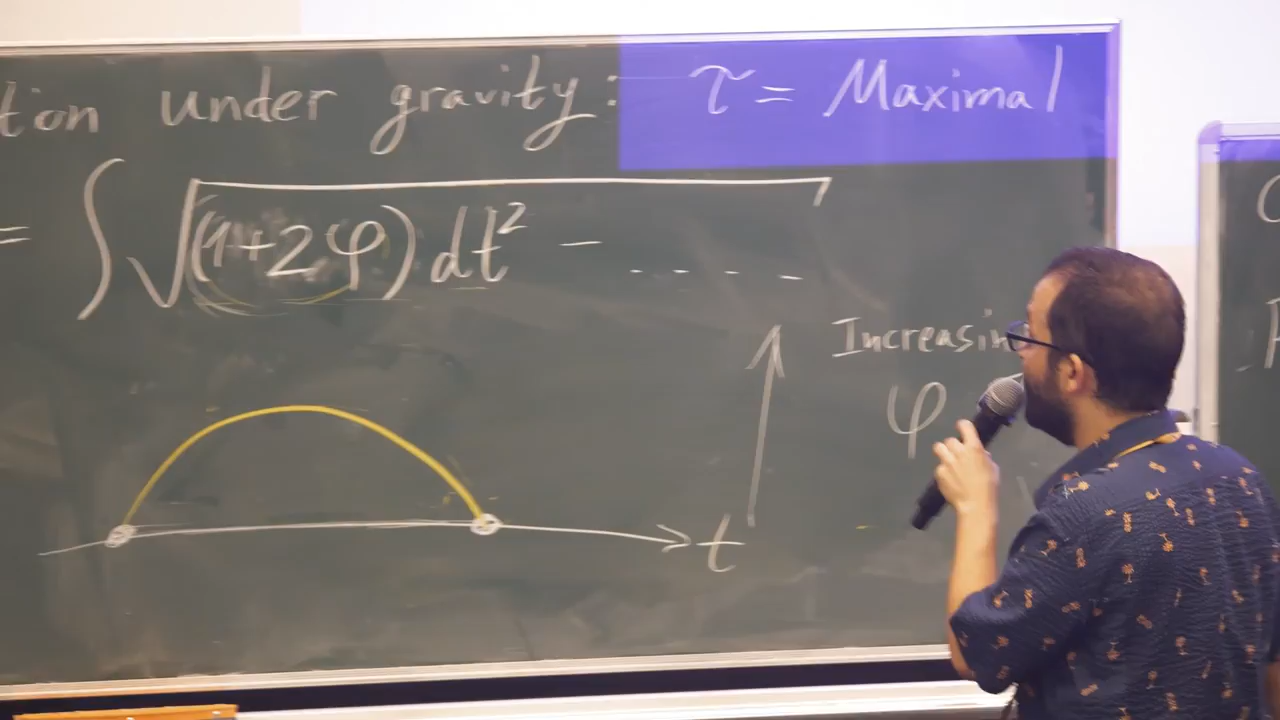 tion under gravity: τ = Maximal
= ∫ √(1+2φ) dt² - - - - -
Increasin
φ
t